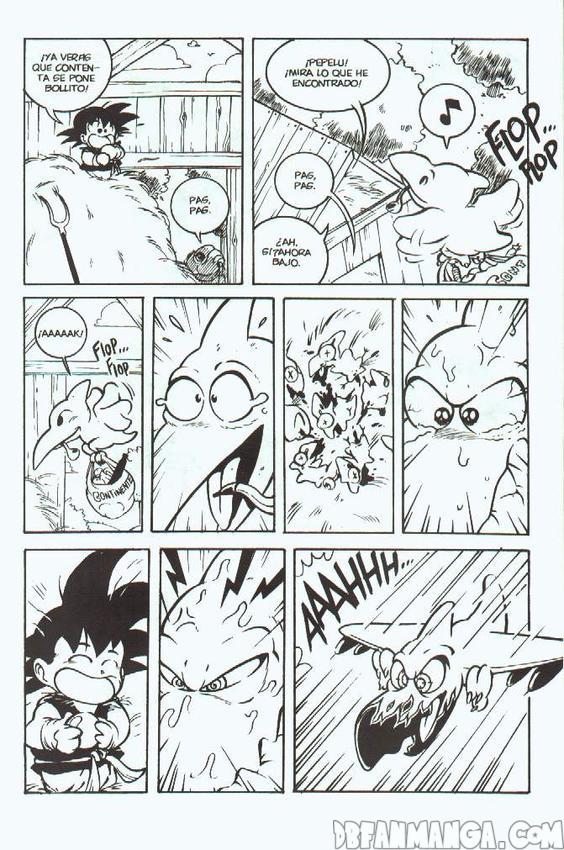 ¡YA VERÁS
QUE CONTEN-
TA SE PONE
BOLLITO!
PAG,
PAG.
¡PEPELU!
¡MIRA LO QUE HE
ENCONTRADO!
FLOP...
FLOP
PAG,
PAG.
¿AH,
SÍ? AHORA
BAJO.
¡AAAAAK!
FLOP...
FLOP
CONTINENTE
AAAHHH...
DBFANMANGA.COM